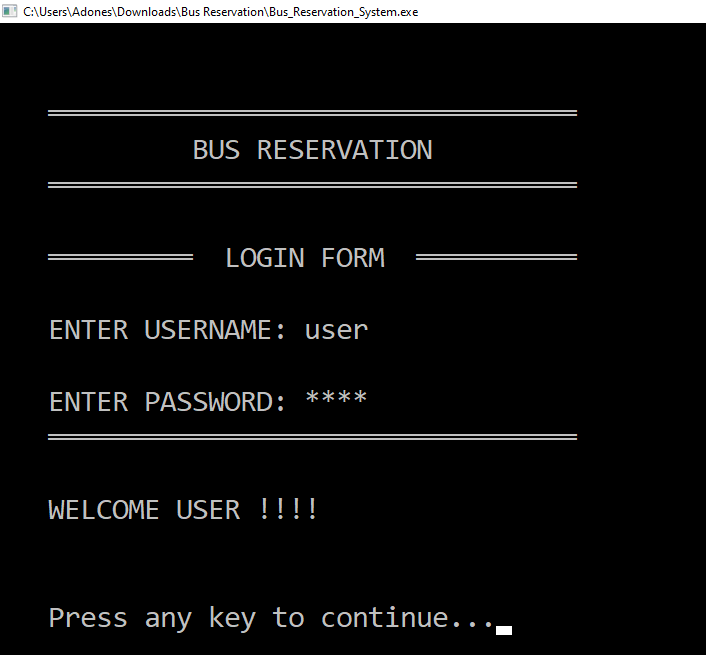 C:\Users\Adones\Downloads\Bus Reservation\Bus_Reservation_System.exe
BUS RESERVATION
LOGIN FORM
ENTER USERNAME: user
ENTER PASSWORD: ****
WELCOME USER !!!!
Press any key to continue...